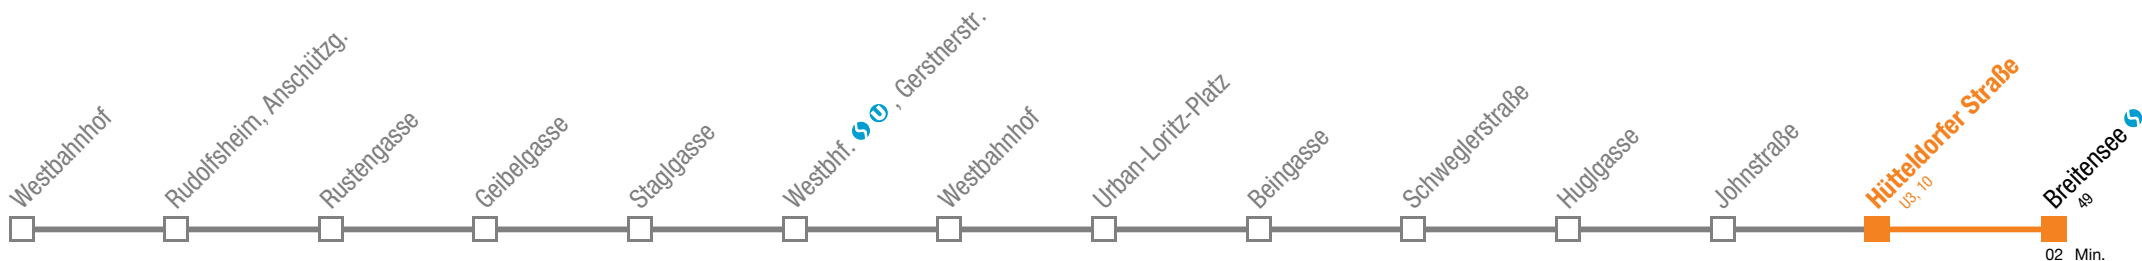 Westbahnhof
Rudolfsheim, Anschützg.
Rustengasse
Geibelgasse
Staglgasse
Westbhf. S U , Gerstnerstr.
Westbahnhof
Urban-Loritz-Platz
Beingasse
Schweglerstraße
Huglgasse
Johnstraße
Hütteldorfer Straße
U3, 10
Breitensee S
49
02 Min.